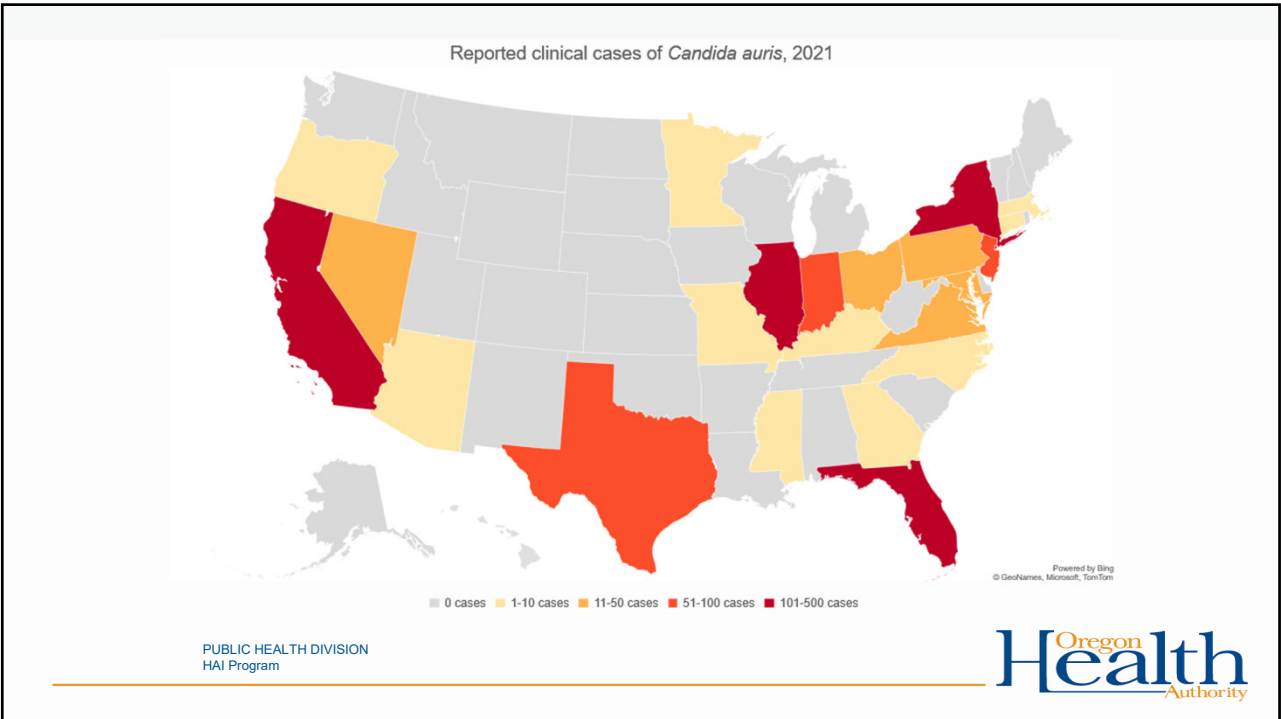 Reported clinical cases of Candida auris, 2021
Powered by Bing
© GeoNames, Microsoft, TomTom
0 cases 1-10 cases 11-50 cases 51-100 cases 101-500 cases
PUBLIC HEALTH DIVISION
HAI Program
Oregon
Health
Authority